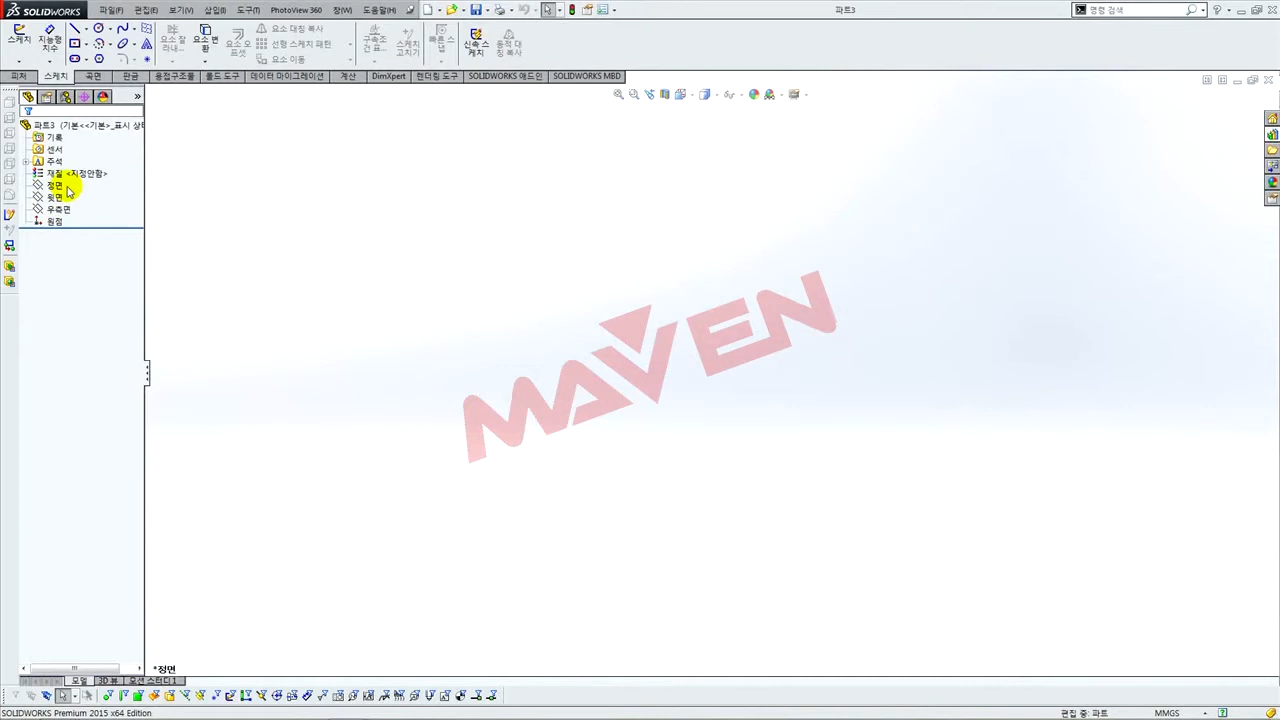 SOLIDWORKS 파일(F) 편집(E) 보기(V) 삽입(I) 도구(T) PhotoView 360 창(W) 도움말(H) 파트3 명령 검색
스케치 지능형 치수 요소 잘라내... 요소 변환 요소 오프셋 요소 대칭 복사 선형 스케치 패턴 요소 이동 구속조건 표... 스케치 고치기 빠른 스냅 신속 스케치 동적 대칭 복사
피처 스케치 곡면 판금 용접구조물 몰드 도구 데이터 마이그레이션 계산 DimXpert 렌더링 도구 SOLIDWORKS 애드인 SOLIDWORKS MBD
파트3 (기본<<기본>_표시 상태
기록
센서
주석
재질 <지정안함>
정면
윗면
우측면
원점
MAVEN
*정면
모델 3D 뷰 모션 스터디 1
SOLIDWORKS Premium 2015 x64 Edition 편집 중: 파트 MMGS